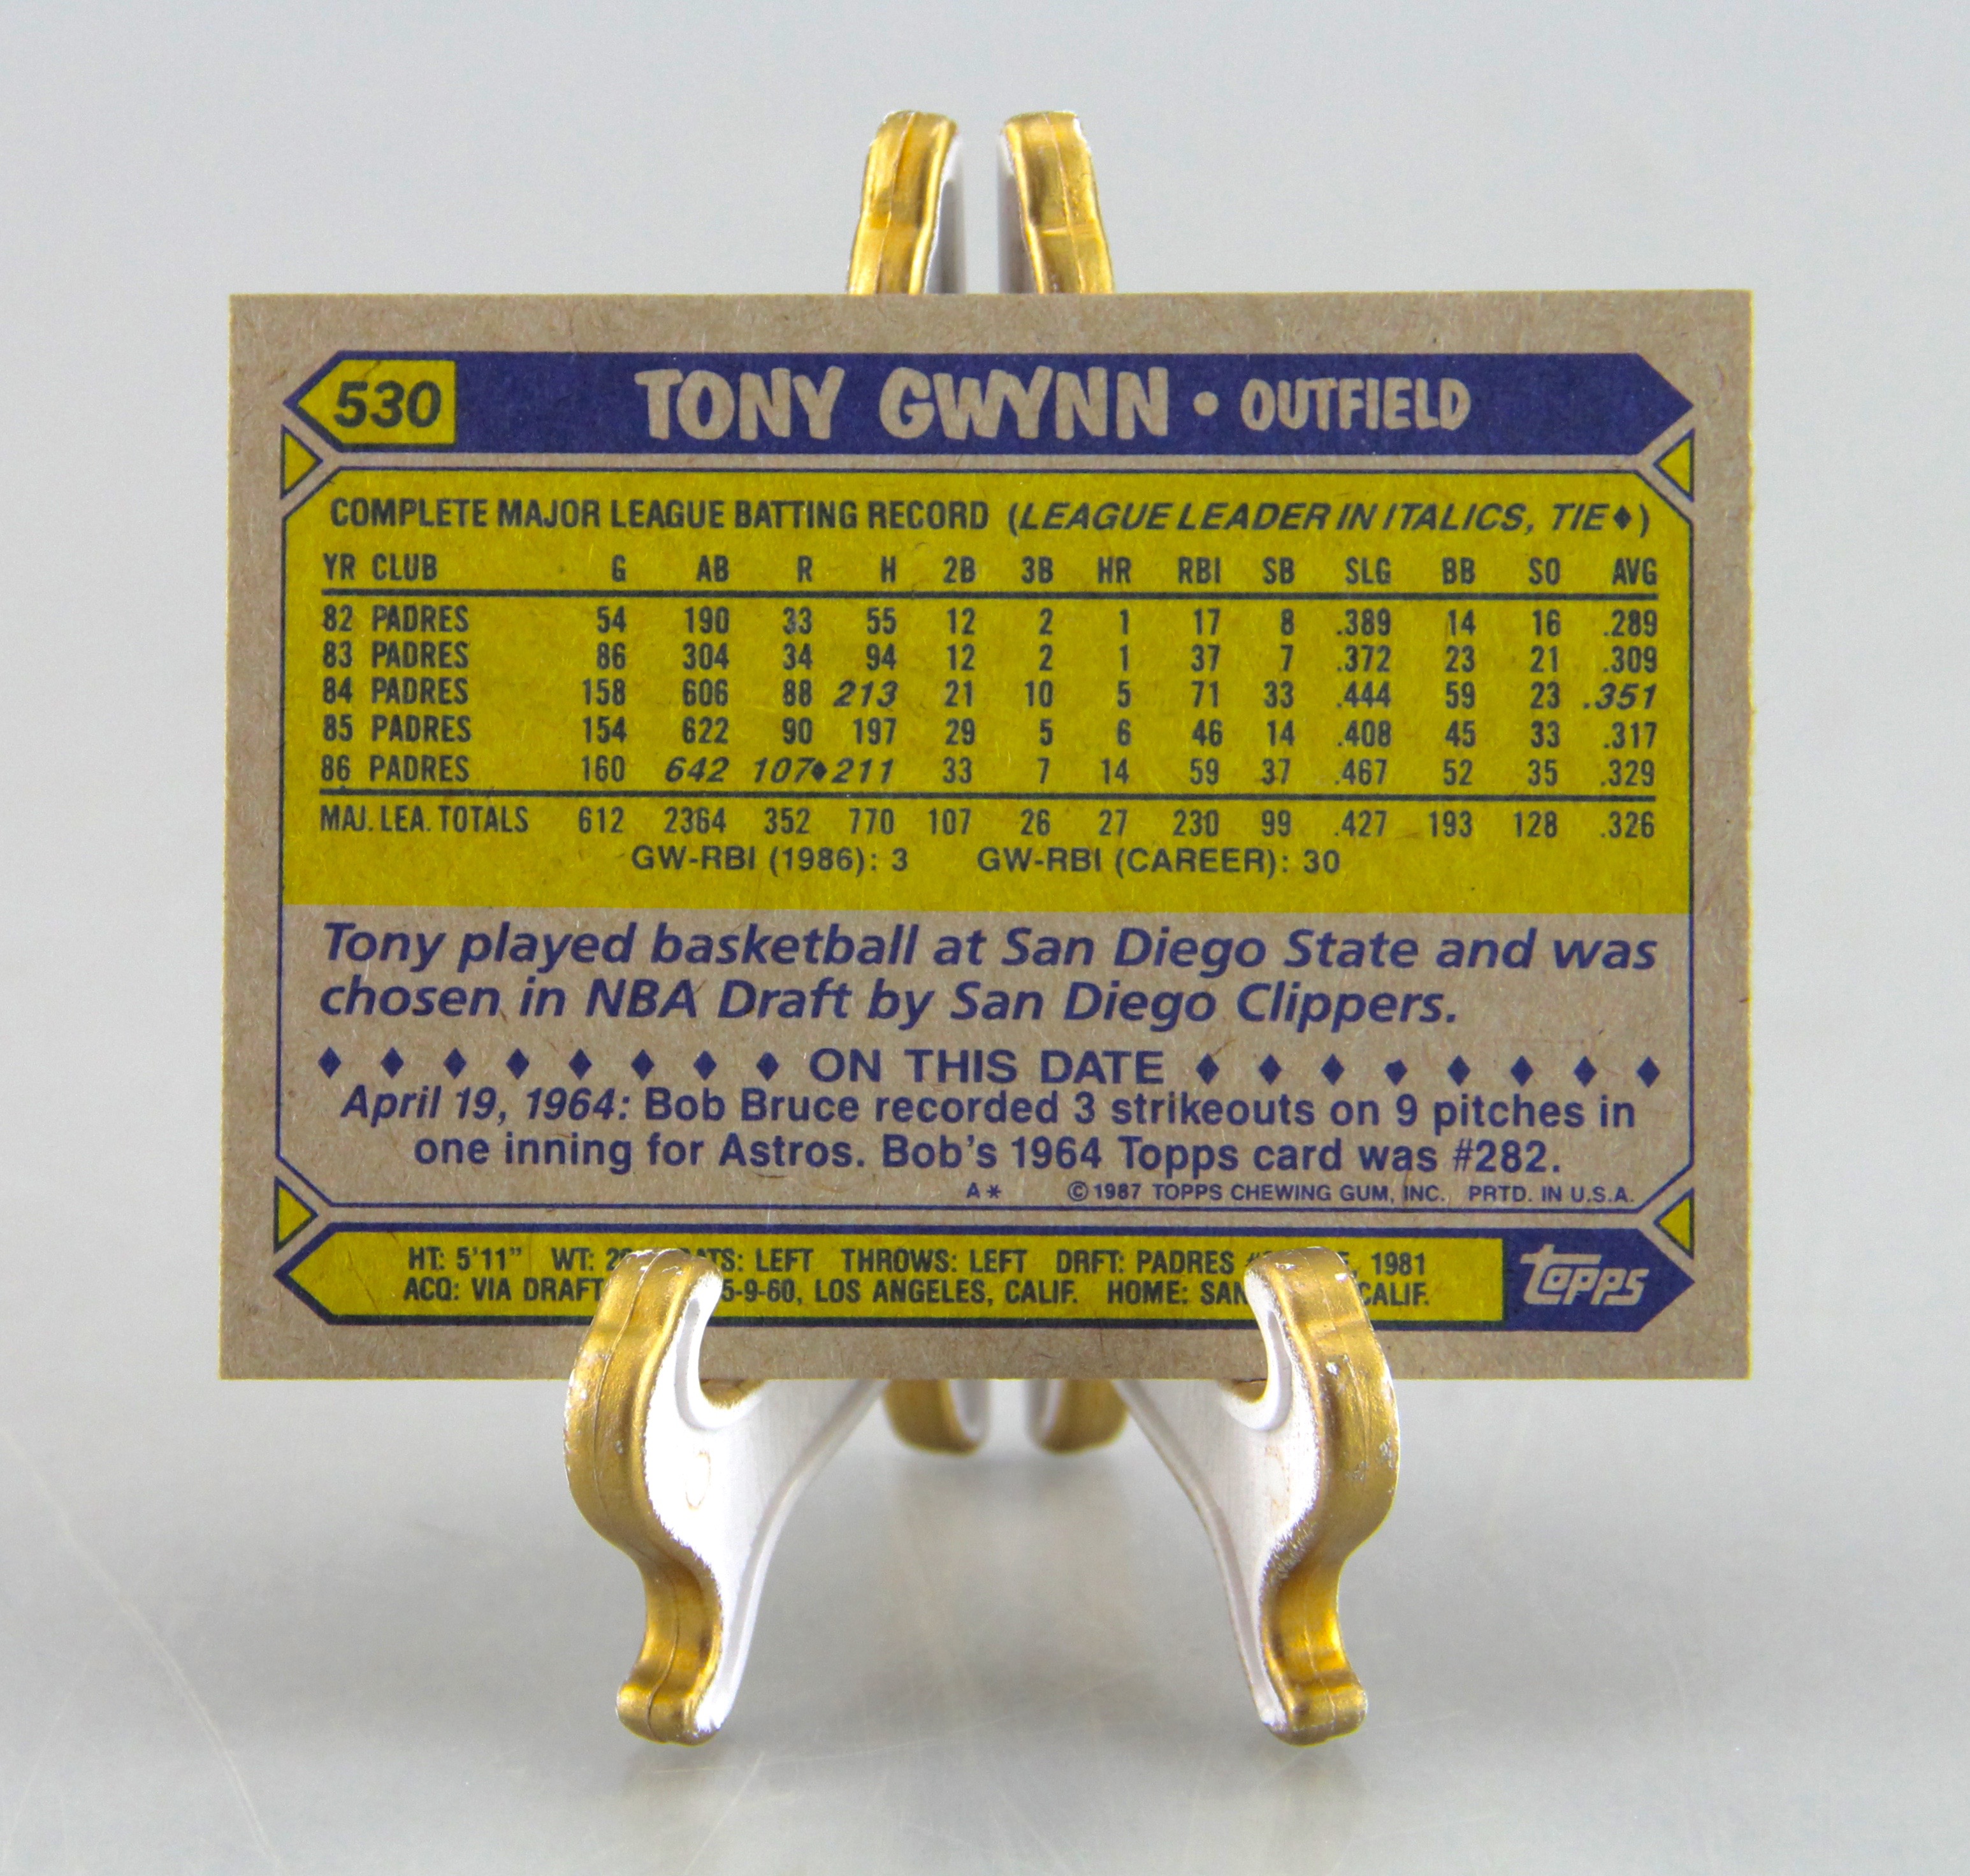 530 TONY GWYNN • OUTFIELD
COMPLETE MAJOR LEAGUE BATTING RECORD (LEAGUE LEADER IN ITALICS, TIE♦)
YR CLUB G AB R H 2B 3B HR RBI SB SLG BB SO AVG
82 PADRES 54 190 33 55 12 2 1 17 8 .389 14 16 .289
83 PADRES 86 304 34 94 12 2 1 37 7 .372 23 21 .309
84 PADRES 158 606 88 213 21 10 5 71 33 .444 59 23 .351
85 PADRES 154 622 90 197 29 5 6 46 14 .408 45 33 .317
86 PADRES 160 642 107♦ 211 33 7 14 59 37 .467 52 35 .329
MAJ. LEA. TOTALS 612 2364 352 770 107 26 27 230 99 .427 193 128 .326
GW-RBI (1986): 3 GW-RBI (CAREER): 30
Tony played basketball at San Diego State and was
chosen in NBA Draft by San Diego Clippers.
♦ ♦ ♦ ♦ ♦ ♦ ♦ ♦ ON THIS DATE ♦ ♦ ♦ ♦ ♦ ♦ ♦ ♦
April 19, 1964: Bob Bruce recorded 3 strikeouts on 9 pitches in
one inning for Astros. Bob's 1964 Topps card was #282.
A* ©1987 TOPPS CHEWING GUM, INC. PRTD. IN U.S.A.
HT: 5'11" WT: LEFT THROWS: LEFT DRFT: PADRES 1981
ACQ: VIA DRAFT 5-9-60, LOS ANGELES, CALIF. HOME: SAN CALIF.
topps